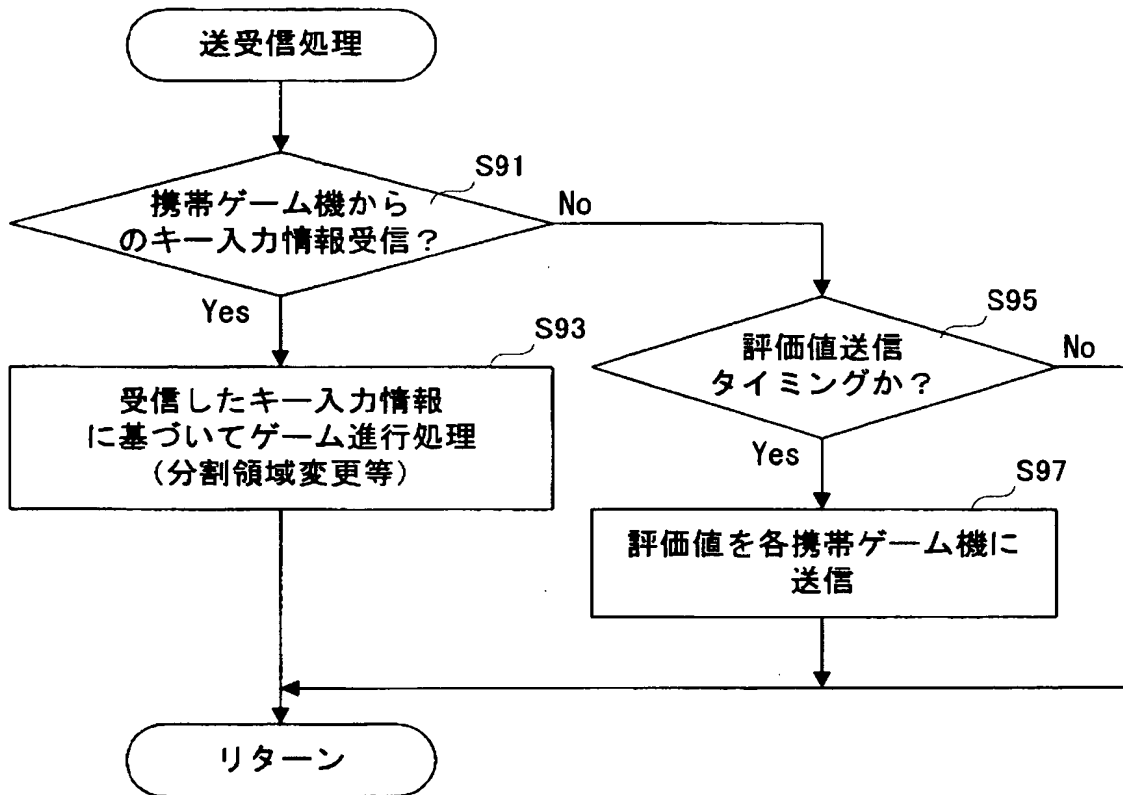 送受信処理
S91
携帯ゲーム機から
のキー入力情報受信？
No
Yes
S93
受信したキー入力情報
に基づいてゲーム進行処理
（分割領域変更等）
S95
評価値送信
タイミングか？
No
Yes
S97
評価値を各携帯ゲーム機に
送信
リターン